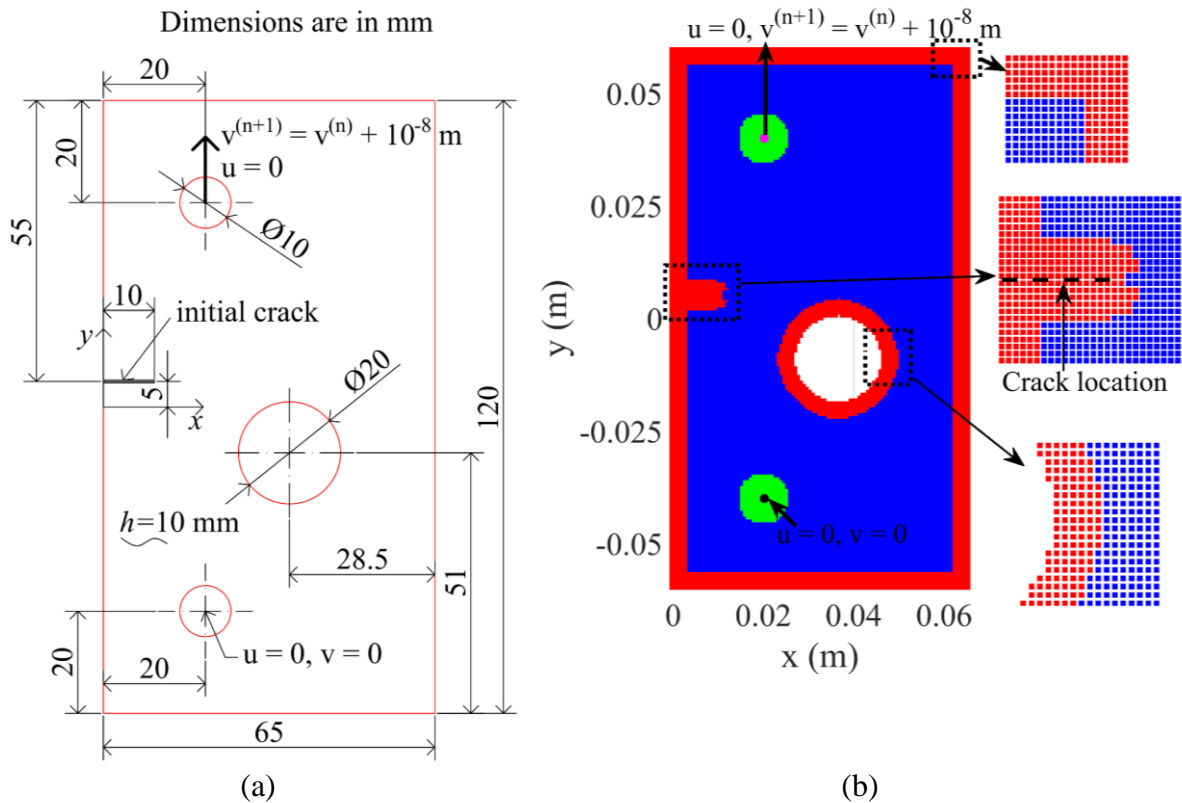 Dimensions are in mm
20
v⁽ⁿ⁺¹⁾ = v⁽ⁿ⁾ + 10⁻⁸ m
u = 0
20
55
Ø10
10
initial crack
y
5
x
Ø20
120
h=10 mm
28.5
51
u = 0, v = 0
20
20
65
(a)
u = 0, v⁽ⁿ⁺¹⁾ = v⁽ⁿ⁾ + 10⁻⁸ m
0.05
0.025
0
-0.025
-0.05
y (m)
Crack location
u = 0, v = 0
0 0.02 0.04 0.06
x (m)
(b)